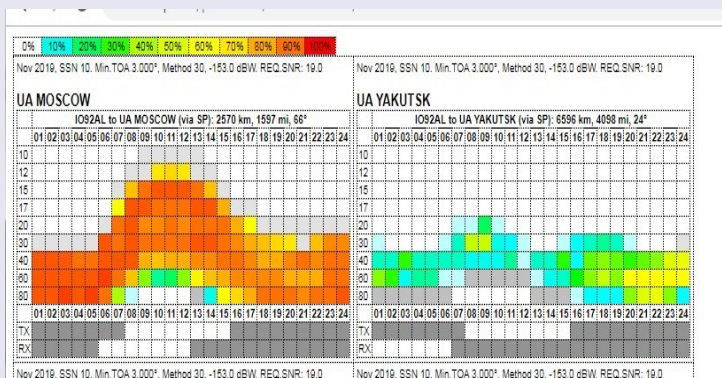 0% 10% 20% 30% 40% 50% 60% 70% 80% 90% 100%
Nov 2019, SSN 10. Min.TOA 3.000°, Method 30, -153.0 dBW. REQ.SNR: 19.0
UA MOSCOW
IO92AL to UA MOSCOW (via SP): 2570 km, 1597 mi, 66°
01 02 03 04 05 06 07 08 09 10 11 12 13 14 15 16 17 18 19 20 21 22 23 24
10
12
15
17
20
30
40
60
80
01 02 03 04 05 06 07 08 09 10 11 12 13 14 15 16 17 18 19 20 21 22 23 24
TX
RX
Nov 2019, SSN 10. Min.TOA 3.000°, Method 30, -153.0 dBW. REQ.SNR: 19.0
Nov 2019, SSN 10. Min.TOA 3.000°, Method 30, -153.0 dBW. REQ.SNR: 19.0
UA YAKUTSK
IO92AL to UA YAKUTSK (via SP): 6596 km, 4098 mi, 24°
01 02 03 04 05 06 07 08 09 10 11 12 13 14 15 16 17 18 19 20 21 22 23 24
10
12
15
17
20
30
40
60
80
01 02 03 04 05 06 07 08 09 10 11 12 13 14 15 16 17 18 19 20 21 22 23 24
TX
RX
Nov 2019, SSN 10. Min.TOA 3.000°, Method 30, -153.0 dBW. REQ.SNR: 19.0